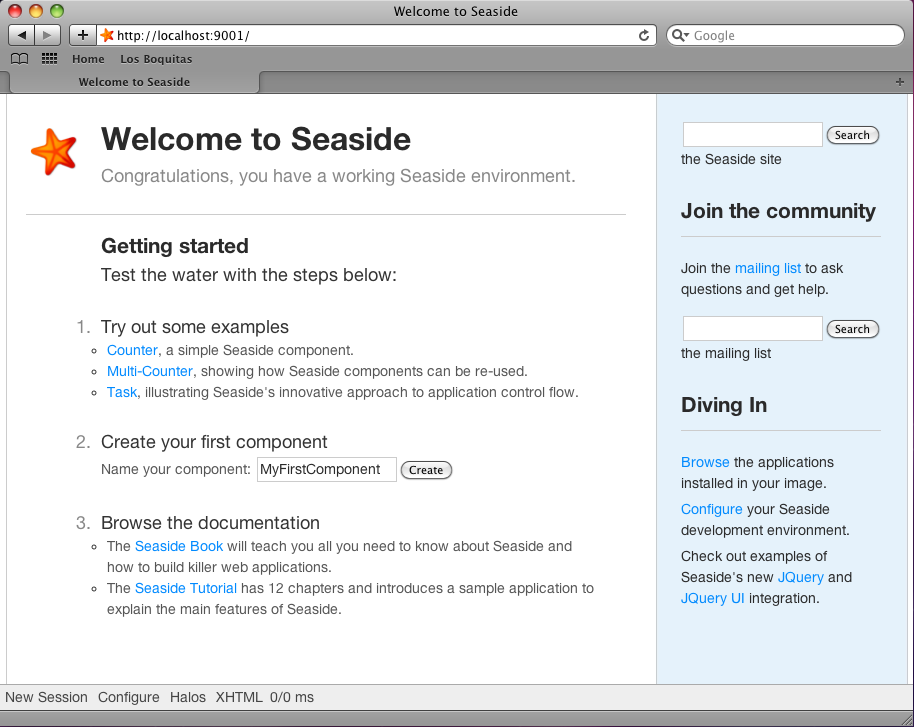 Welcome to Seaside
http://localhost:9001/
Google
Home Los Boquitas
Welcome to Seaside
Welcome to Seaside
Congratulations, you have a working Seaside environment.
Getting started
Test the water with the steps below:
1. Try out some examples
Counter, a simple Seaside component.
Multi-Counter, showing how Seaside components can be re-used.
Task, illustrating Seaside's innovative approach to application control flow.
2. Create your first component
Name your component: MyFirstComponent Create
3. Browse the documentation
The Seaside Book will teach you all you need to know about Seaside and
how to build killer web applications.
The Seaside Tutorial has 12 chapters and introduces a sample application to
explain the main features of Seaside.
Search
the Seaside site
Join the community
Join the mailing list to ask
questions and get help.
Search
the mailing list
Diving In
Browse the applications
installed in your image.
Configure your Seaside
development environment.
Check out examples of
Seaside's new JQuery and
JQuery UI integration.
New Session Configure Halos XHTML 0/0 ms